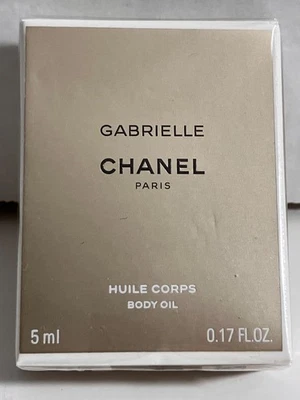 GABRIELLE
CHANEL
PARIS
HUILE CORPS
BODY OIL
5 ml 0.17 FL.OZ.